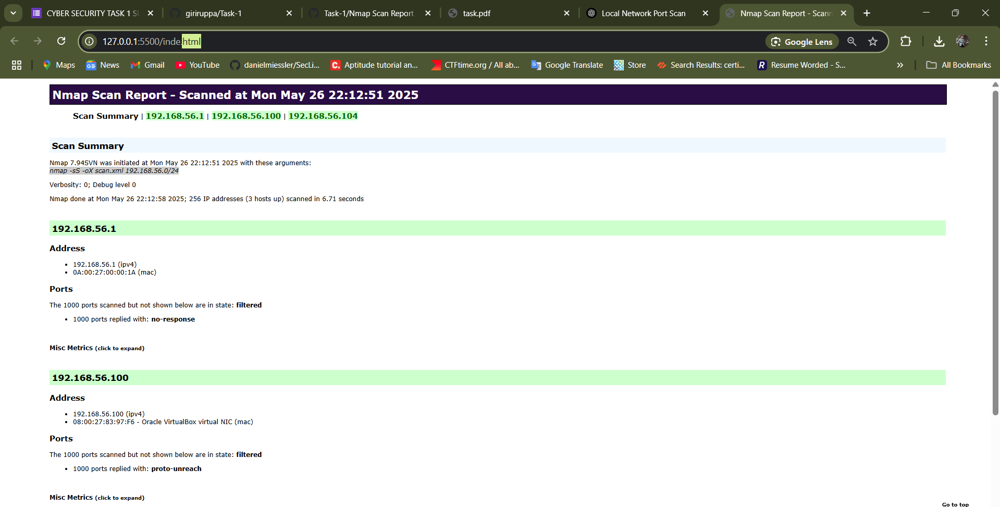 CYBER SECURITY TASK 1 S
giriruppa/Task-1
Task-1/Nmap Scan Report
task.pdf
Local Network Port Scan
Nmap Scan Report - Scann
127.0.0.1:5500/inde.html
Google Lens
Maps
News
Gmail
YouTube
danielmiessler/SecLi...
Aptitude tutorial an...
CTFtime.org / All ab...
Google Translate
Store
Search Results: certi...
Resume Worded - S...
All Bookmarks
Nmap Scan Report - Scanned at Mon May 26 22:12:51 2025
Scan Summary | 192.168.56.1 | 192.168.56.100 | 192.168.56.104
Scan Summary
Nmap 7.94SVN was initiated at Mon May 26 22:12:51 2025 with these arguments:
nmap -sS -oX scan.xml 192.168.56.0/24
Verbosity: 0; Debug level 0
Nmap done at Mon May 26 22:12:58 2025; 256 IP addresses (3 hosts up) scanned in 6.71 seconds
192.168.56.1
Address
• 192.168.56.1 (ipv4)
• 0A:00:27:00:00:1A (mac)
Ports
The 1000 ports scanned but not shown below are in state: filtered
• 1000 ports replied with: no-response
Misc Metrics (click to expand)
192.168.56.100
Address
• 192.168.56.100 (ipv4)
• 08:00:27:83:97:F6 - Oracle VirtualBox virtual NIC (mac)
Ports
The 1000 ports scanned but not shown below are in state: filtered
• 1000 ports replied with: proto-unreach
Misc Metrics (click to expand)
Go to top